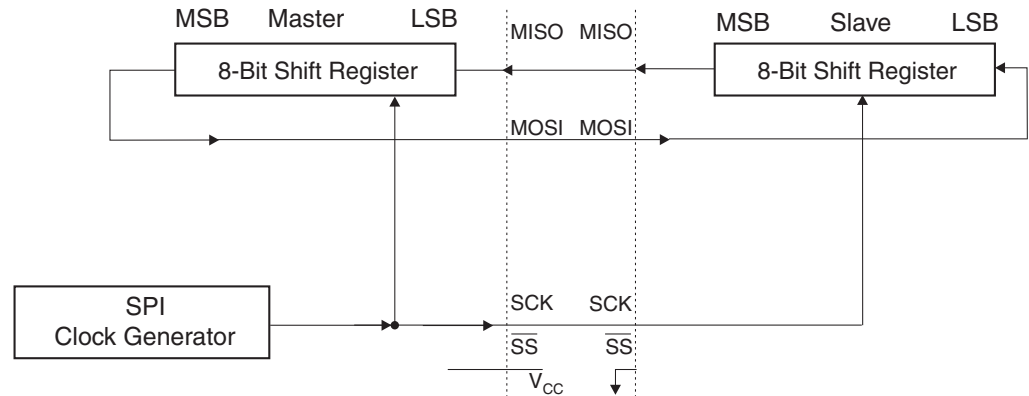 MSB Master LSB
MISO MISO
MSB Slave LSB
8-Bit Shift Register
8-Bit Shift Register
MOSI MOSI
SPI
Clock Generator
SCK SCK
SS SS
VCC